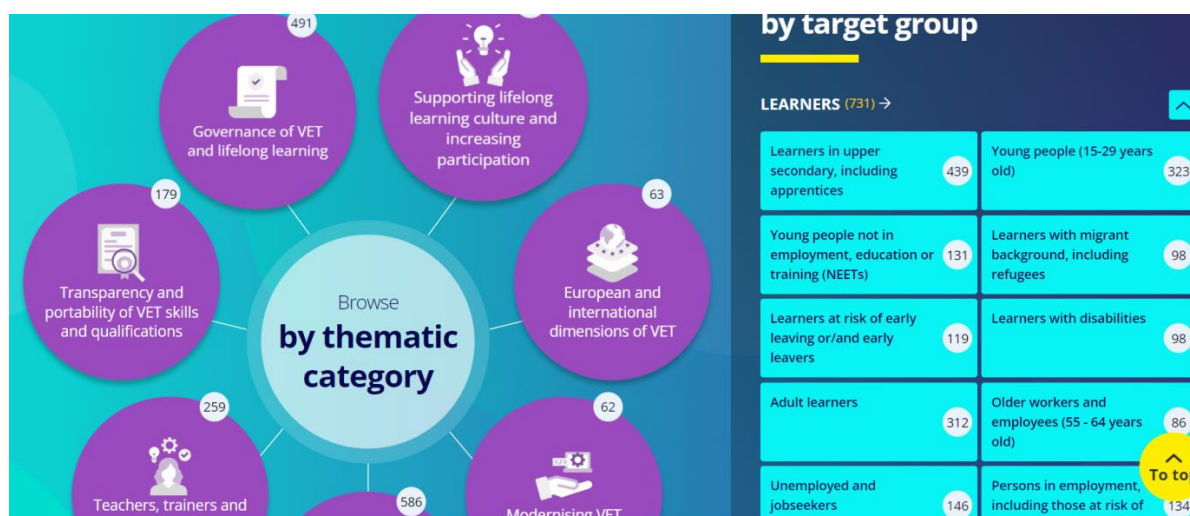 491
Governance of VET
and lifelong learning
Supporting lifelong
learning culture and
increasing
participation
179
Transparency and
portability of VET skills
and qualifications
63
European and
international
dimensions of VET
Browse
by thematic
category
259
Teachers, trainers and
586
62
Modernising VET
by target group
LEARNERS (731) →
Learners in upper
secondary, including
apprentices
439
Young people (15-29 years
old)
323
Young people not in
employment, education or
training (NEETs)
131
Learners with migrant
background, including
refugees
98
Learners at risk of early
leaving or/and early
leavers
119
Learners with disabilities
98
Adult learners
312
Older workers and
employees (55 - 64 years
old)
86
To top
Unemployed and
jobseekers
146
Persons in employment,
including those at risk of
134